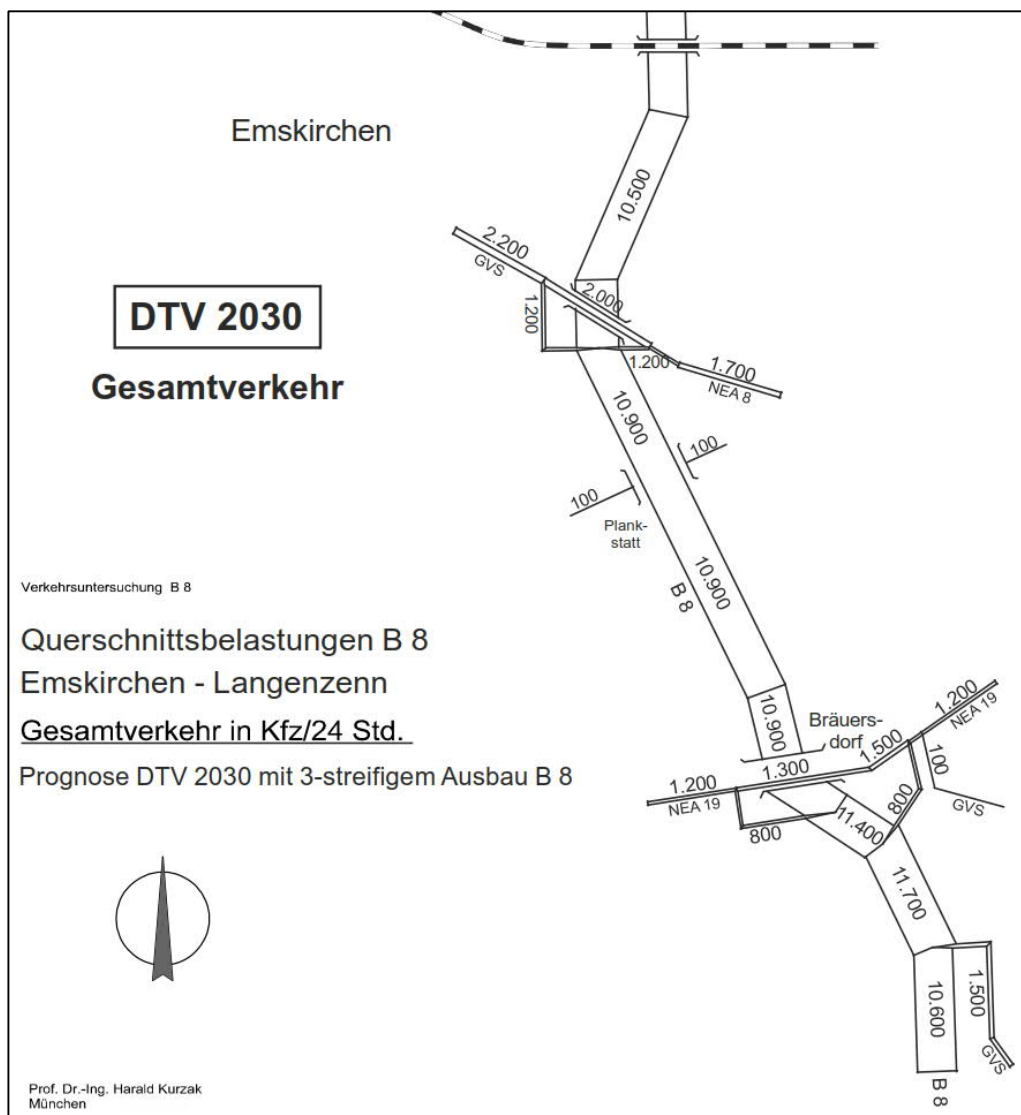 Emskirchen
10.500
2.200
GVS
2.000
1.200
DTV 2030
1.200
1.700
NEA 8
Gesamtverkehr
10.900
100
100
Plank-
statt
Verkehrsuntersuchung B 8
10.900
B 8
Querschnittsbelastungen B 8
Emskirchen - Langenzenn
Gesamtverkehr in Kfz/24 Std.
Prognose DTV 2030 mit 3-streifigem Ausbau B 8
10.900
Bräuers-
dorf
1.200
NEA 19
1.500
1.300
100
1.200
NEA 19
800
GVS
800
11.400
11.700
10.600
1.500
GVS
B 8
Prof. Dr.-Ing. Harald Kurzak
München